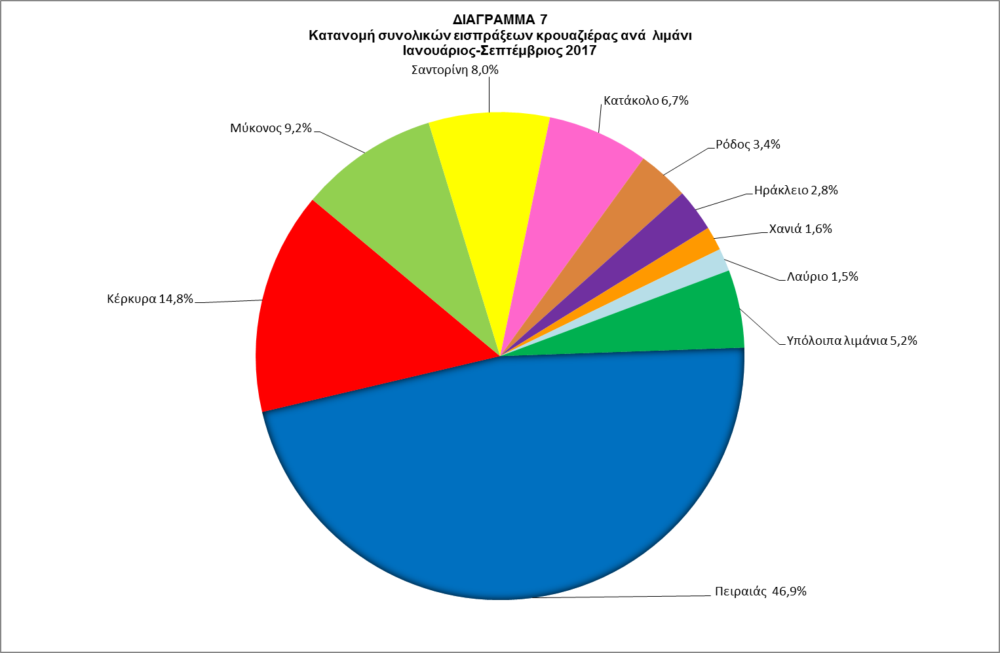 ΔΙΑΓΡΑΜΜΑ 7
Κατανομή συνολικών εισπράξεων κρουαζιέρας ανά λιμάνι
Ιανουάριος-Σεπτέμβριος 2017
Σαντορίνη 8,0%
Κατάκολο 6,7%
Μύκονος 9,2%
Ρόδος 3,4%
Ηράκλειο 2,8%
Χανιά 1,6%
Λαύριο 1,5%
Κέρκυρα 14,8%
Υπόλοιπα λιμάνια 5,2%
Πειραιάς 46,9%